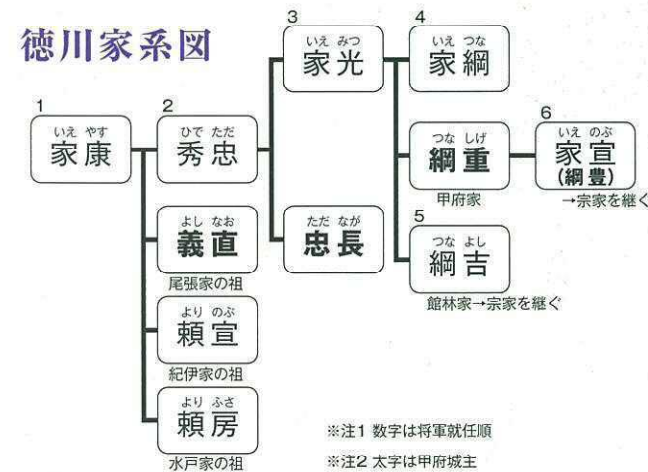 徳川家系図
1
いえ やす
家康
2
ひで ただ
秀忠
よし なお
義直
尾張家の祖
より のぶ
頼宣
紀伊家の祖
より ふさ
頼房
水戸家の祖
3
いえ みつ
家光
ただ なが
忠長
4
いえ つな
家綱
つな しげ
綱重
甲府家
5
つな よし
綱吉
館林家→宗家を継ぐ
6
いえ のぶ
家宣
(綱豊)
→宗家を継ぐ
※注1 数字は将軍就任順
※注2 太字は甲府城主